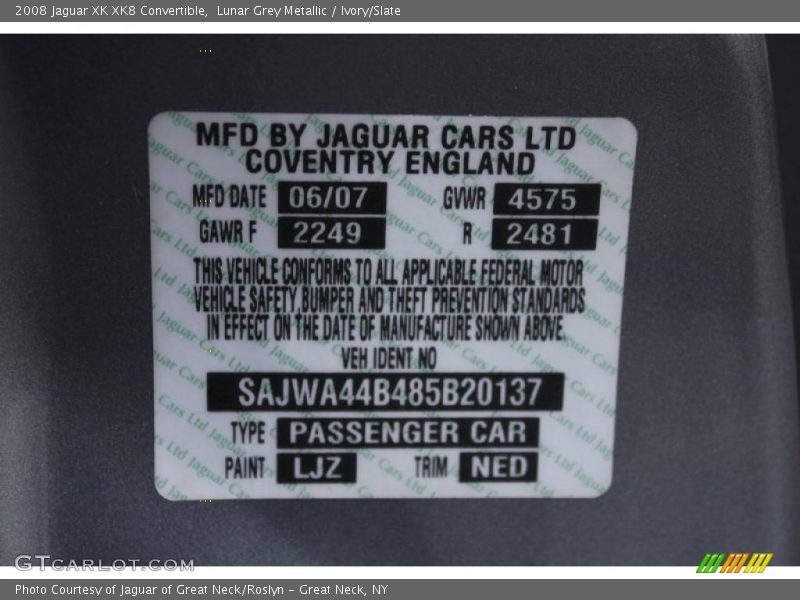 2008 Jaguar XK XK8 Convertible,  Lunar Grey Metallic / Ivory/Slate
MFD BY JAGUAR CARS LTD
COVENTRY ENGLAND
MFD DATE 06/07 GVWR 4575
GAWR F 2249 R 2481
THIS VEHICLE CONFORMS TO ALL APPLICABLE FEDERAL MOTOR
VEHICLE SAFETY,BUMPER AND THEFT PREVENTION STANDARDS
IN EFFECT ON THE DATE OF MANUFACTURE SHOWN ABOVE.
VEH IDENT NO
SAJWA44B485B20137
TYPE PASSENGER CAR
PAINT LJZ TRIM NED
GTcarlot.com
Photo Courtesy of Jaguar of Great Neck/Roslyn – Great Neck, NY